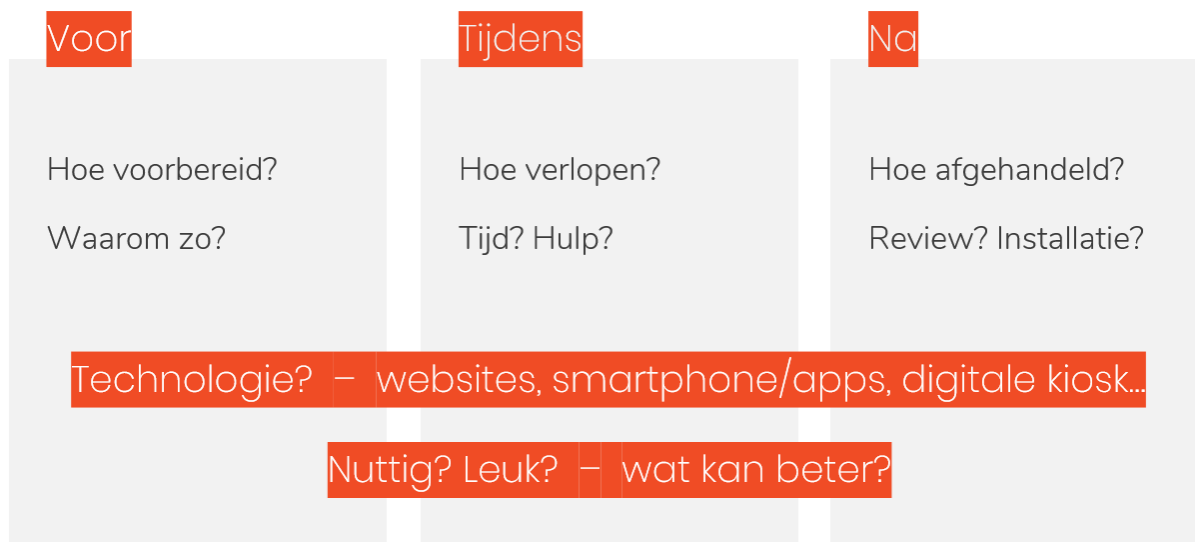 Voor
Hoe voorbereid?
Waarom zo?
Tijdens
Hoe verlopen?
Tijd? Hulp?
Na
Hoe afgehandeld?
Review? Installatie?
Technologie? – websites, smartphone/apps, digitale kiosk...
Nuttig? Leuk? – wat kan beter?